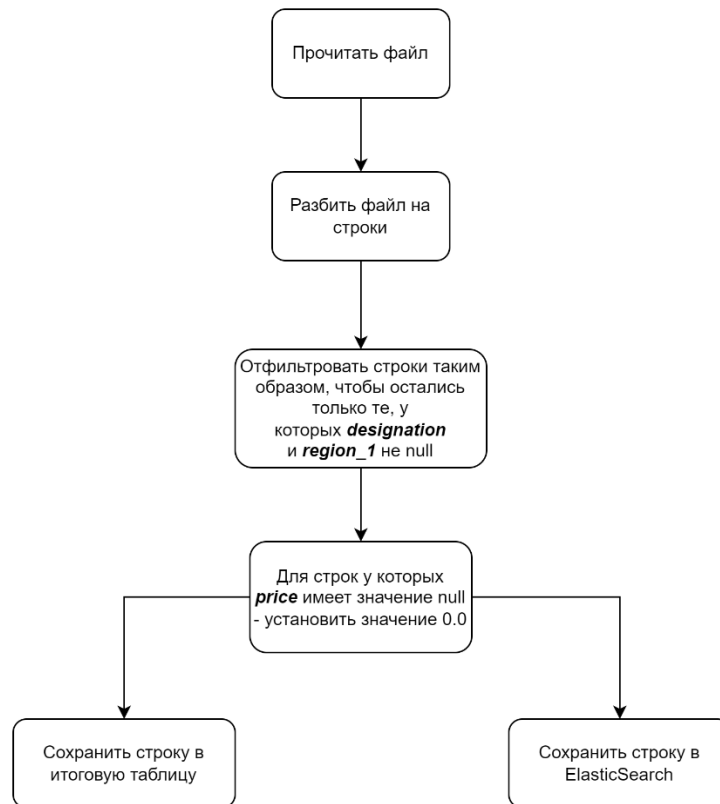 Прочитать файл
Разбить файл на
строки
Отфильтровать строки таким
образом, чтобы остались
только те, у
которых designation
и region_1 не null
Для строк у которых
price имеет значение null
- установить значение 0.0
Сохранить строку в
итоговую таблицу
Сохранить строку в
ElasticSearch